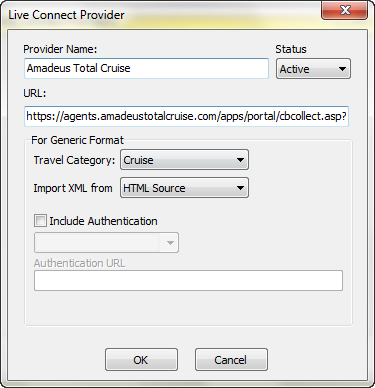 Live Connect Provider
Provider Name: Status
Amadeus Total Cruise Active
URL:
https://agents.amadeustotalcruise.com/apps/portal/cbcollect.asp?
For Generic Format
Travel Category: Cruise
Import XML from HTML Source
Include Authentication
Authentication URL
OK Cancel